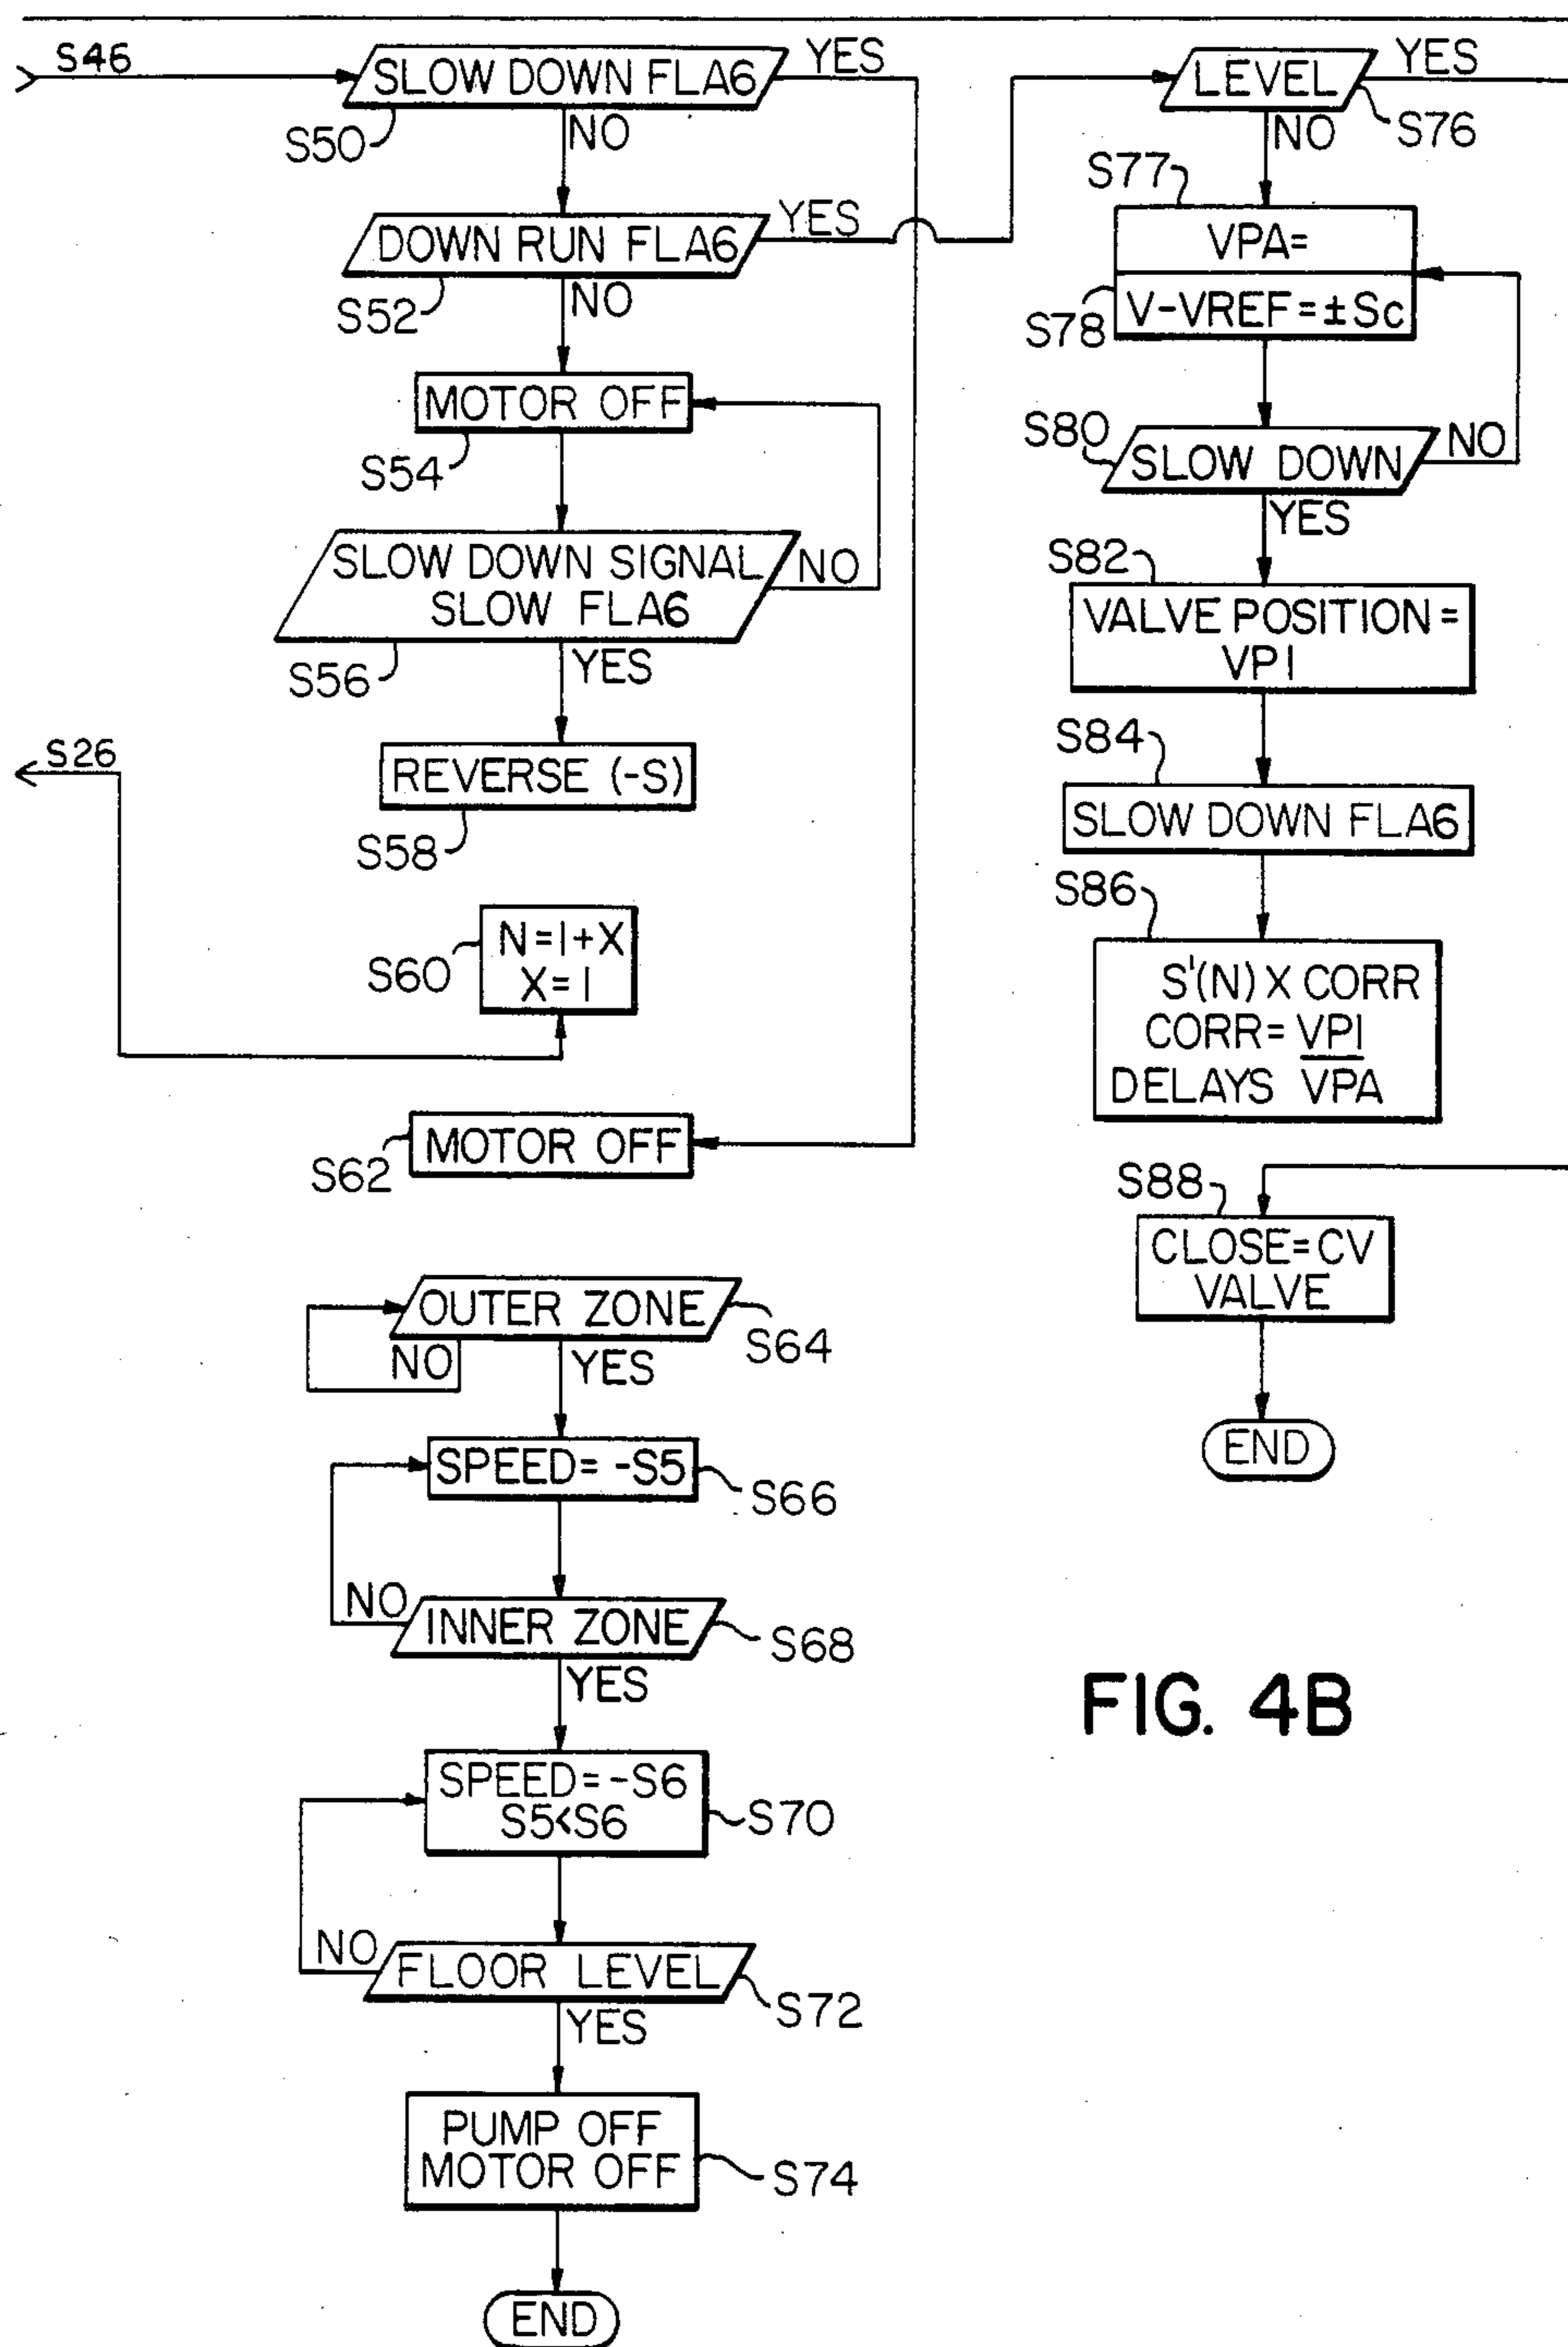 S46
SLOW DOWN FLA6
YES
S50
NO
DOWN RUN FLA6
YES
S52
NO
MOTOR OFF
S54
SLOW DOWN SIGNAL
SLOW FLA6
NO
S56
YES
REVERSE (-S)
S58
S26
N=1+X
X=1
S60
MOTOR OFF
S62
OUTER ZONE
S64
NO
YES
SPEED= -S5
S66
INNER ZONE
NO
S68
YES
SPEED= -S6
S5<S6
S70
FLOOR LEVEL
NO
S72
YES
PUMP OFF
MOTOR OFF
S74
END
LEVEL
YES
S76
NO
S77
VPA=
V-VREF=±Sc
S78
S80
SLOW DOWN
NO
YES
S82
VALVE POSITION=
VP1
S84
SLOW DOWN FLA6
S86
S'(N) X CORR
CORR= VP1
DELAYS VPA
S88
CLOSE=CV
VALVE
END
FIG. 4B